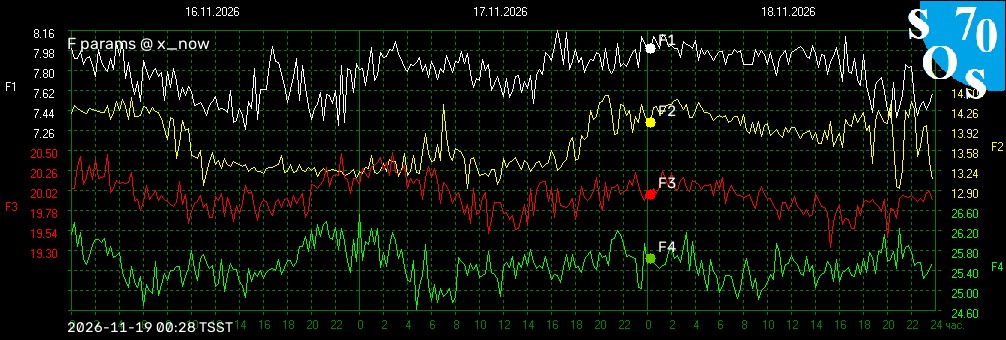 16.11.2026 17.11.2026 18.11.2026
SOS 70
F params @ x_now
8.16
7.98
7.80
7.62
7.44
7.26
F1
20.50
20.26
20.02
19.78
19.54
19.30
F3
F1
F2
F3
F4
14.26
13.92
13.58
13.24
12.90
F2
26.60
26.20
25.80
25.40
25.00
24.60
F4
2026-11-19 00:28 TSST
14 16 18 20 22 0 2 4 6 8 10 12 14 16 18 20 22 0 2 4 6 8 10 12 14 16 18 20 22 24 час.